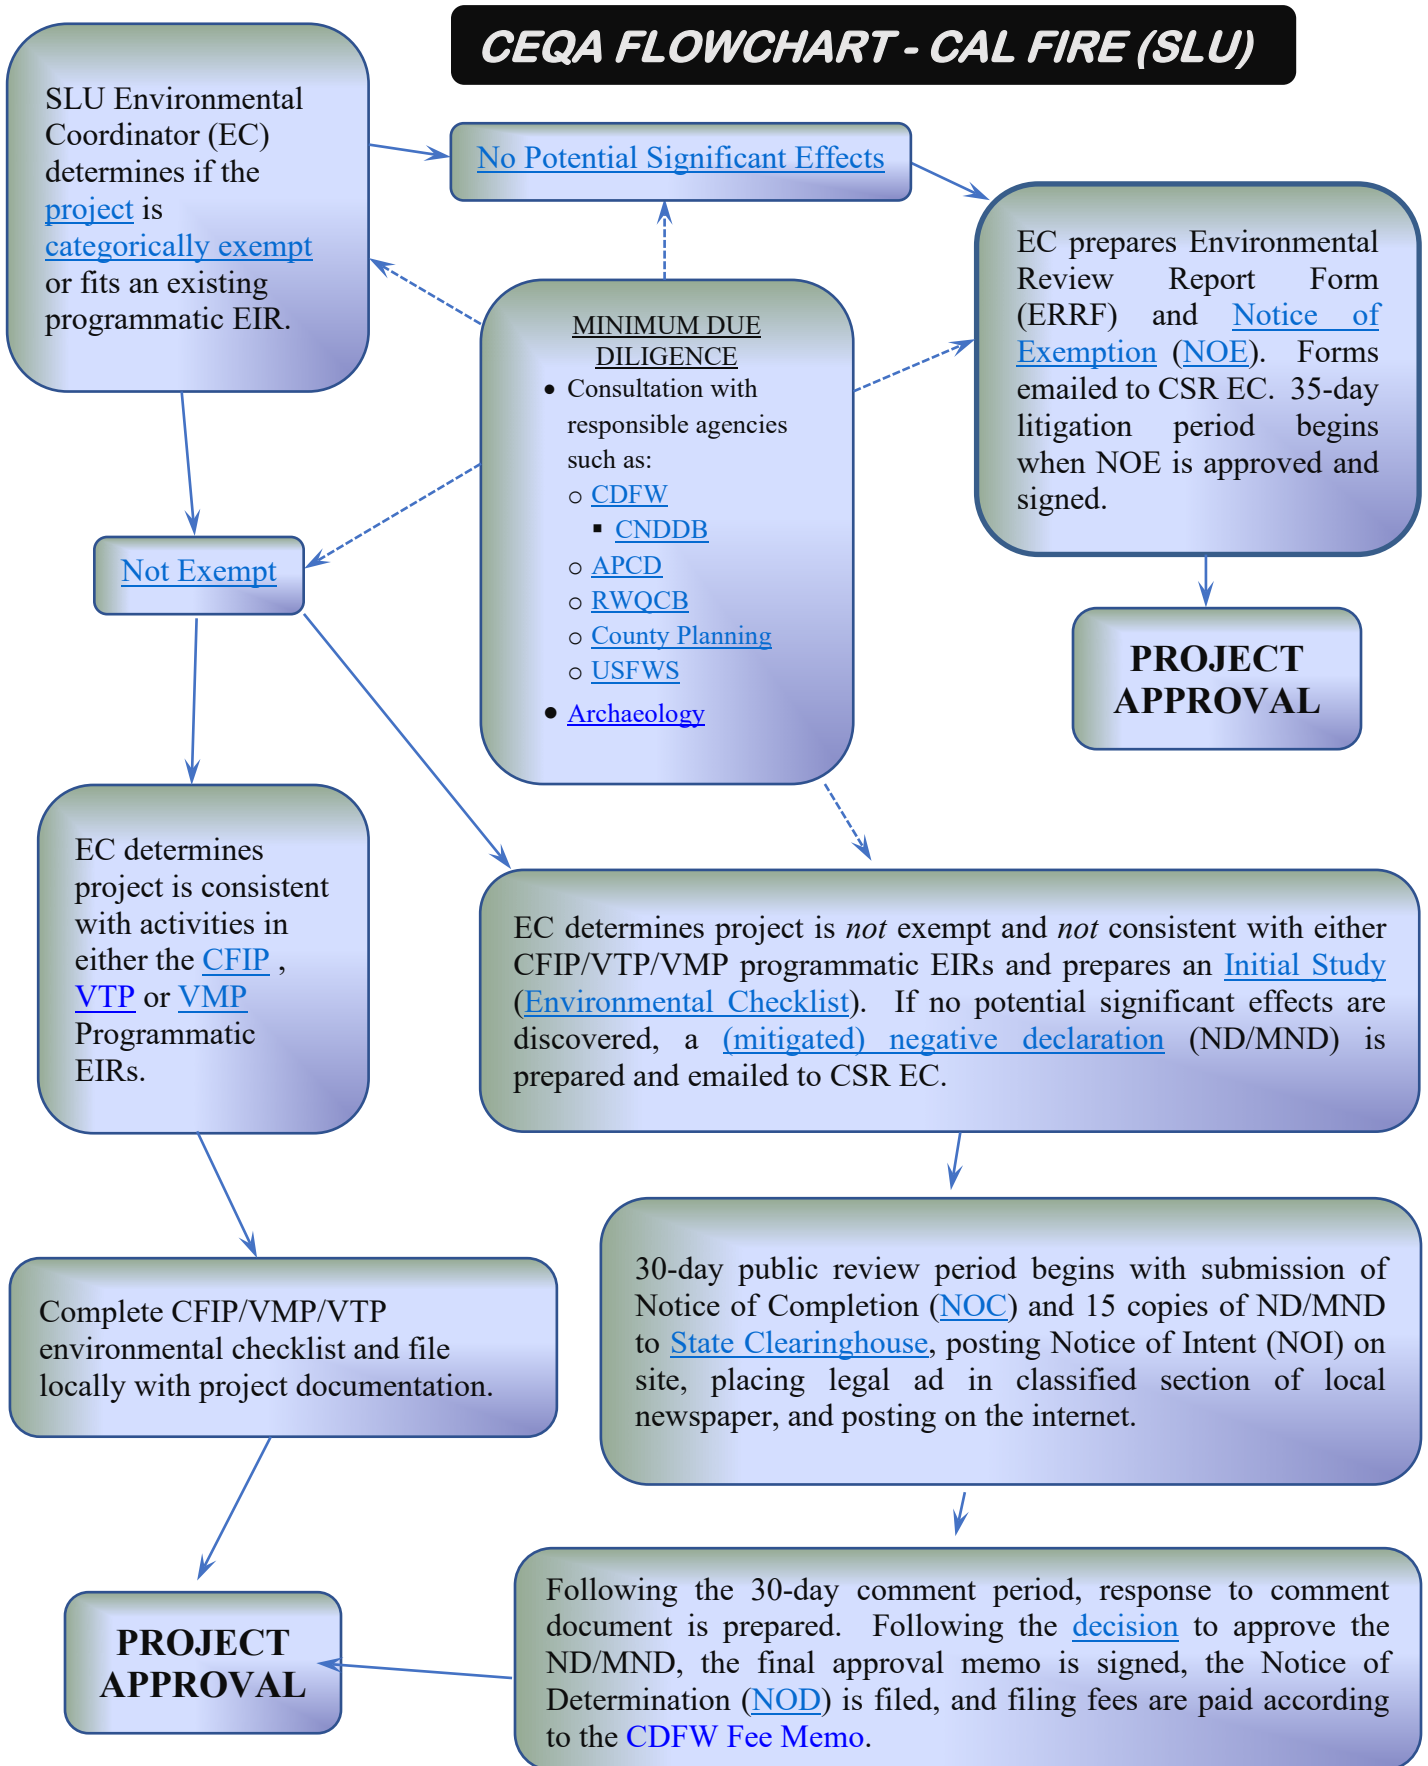 CEQA FLOWCHART - CAL FIRE (SLU)
SLU Environmental
Coordinator (EC)
determines if the
project is
categorically exempt
or fits an existing
programmatic EIR.
No Potential Significant Effects
EC prepares Environmental
Review Report Form
(ERRF) and Notice of
Exemption (NOE). Forms
emailed to CSR EC. 35-day
litigation period begins
when NOE is approved and
signed.
MINIMUM DUE
DILIGENCE
• Consultation with
responsible agencies
such as:
o CDFW
▪ CNDDB
o APCD
o RWQCB
o County Planning
o USFWS
• Archaeology
Not Exempt
PROJECT
APPROVAL
EC determines
project is consistent
with activities in
either the CFIP ,
VTP or VMP
Programmatic
EIRs.
EC determines project is not exempt and not consistent with either
CFIP/VTP/VMP programmatic EIRs and prepares an Initial Study
(Environmental Checklist). If no potential significant effects are
discovered, a (mitigated) negative declaration (ND/MND) is
prepared and emailed to CSR EC.
Complete CFIP/VMP/VTP
environmental checklist and file
locally with project documentation.
30-day public review period begins with submission of
Notice of Completion (NOC) and 15 copies of ND/MND
to State Clearinghouse, posting Notice of Intent (NOI) on
site, placing legal ad in classified section of local
newspaper, and posting on the internet.
PROJECT
APPROVAL
Following the 30-day comment period, response to comment
document is prepared. Following the decision to approve the
ND/MND, the final approval memo is signed, the Notice of
Determination (NOD) is filed, and filing fees are paid according
to the CDFW Fee Memo.